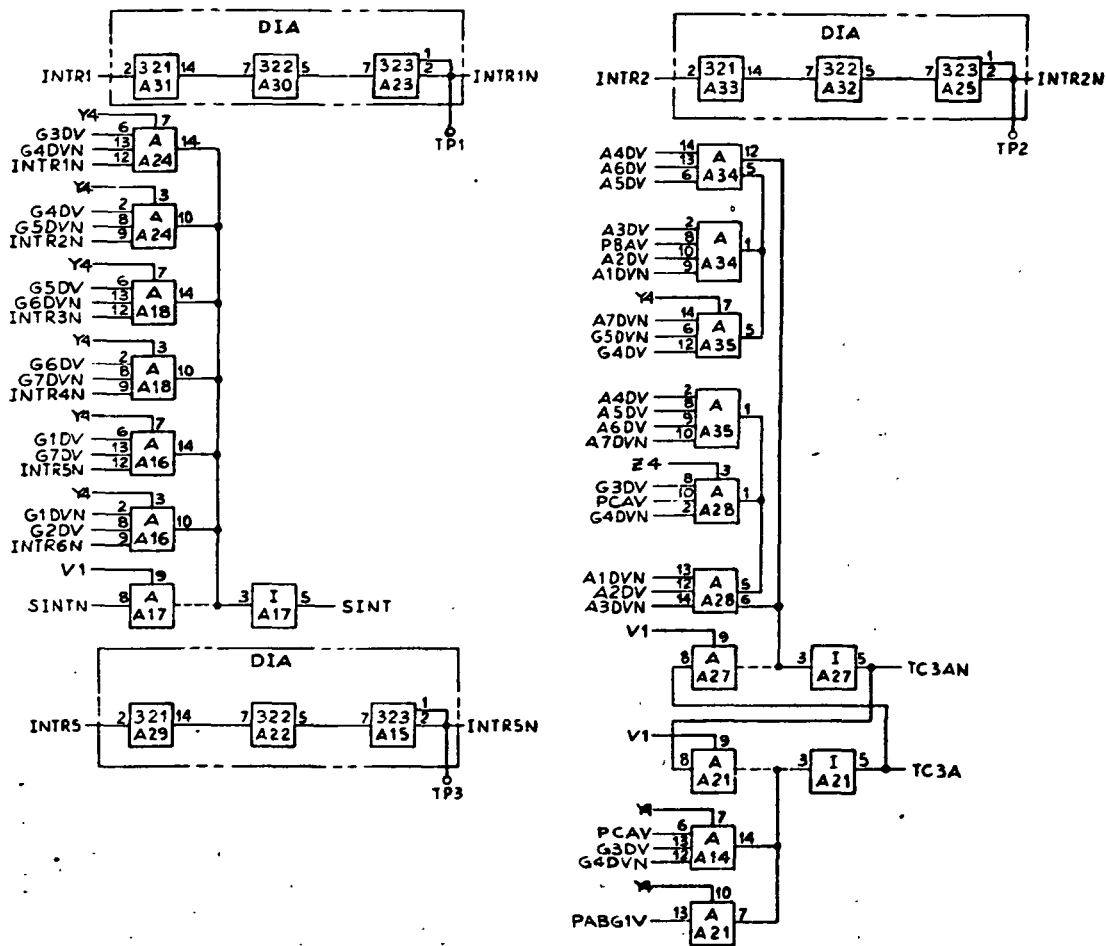 DIA
INTR1 2 321 A31 14 7 322 A30 5 7 323 A23 1 2 INTR1N
TP1
Y4 7
G3DV 6
G4DVN 13
INTR1N 12
A A24 14
Y4 3
G4DV 2
G5DVN 8
INTR2N 9
A A24 10
Y4 7
G5DV 6
G6DVN 13
INTR3N 12
A A18 14
Y4 3
G6DV 2
G7DVN 8
INTR4N 9
A A18 10
Y4 7
G1DV 6
G7DV 13
INTR5N 12
A A16 14
Y4 3
G1DVN 2
G2DV 8
INTR6N 9
A A16 10
V1 9
SINTN 8 A A17 3 I A17 5 SINT
DIA
INTR5 2 321 A29 14 7 322 A22 5 7 323 A15 1 2 INTR5N
TP3
DIA
INTR2 2 321 A33 14 7 322 A32 5 7 323 A25 1 2 INTR2N
TP2
A4DV 14
A6DV 13
A5DV 6
A A34 12 5
A3DV 2
PBAV 8
A2DV 10
A1DVN 9
A A34 1
Y4 7
A7DVN 14
G5DVN 6
G4DV 12
A A35 5
A4DV 2
A5DV 8
A6DV 9
A7DVN 10
A A35 1
Z4 3
G3DV 8
PCAV 10
G4DVN 2
A A28 1
A1DVN 13
A2DV 12
A3DVN 14
A A28 5 6
V1 9
8 A A27 3 I A27 5 TC3AN
V1 9
8 A A21 3 I A21 5 TC3A
Y4 7
PCAV 6
G3DV 13
G4DVN 12
A A14 14
Y4 10
PABG1V 13 A A21 7